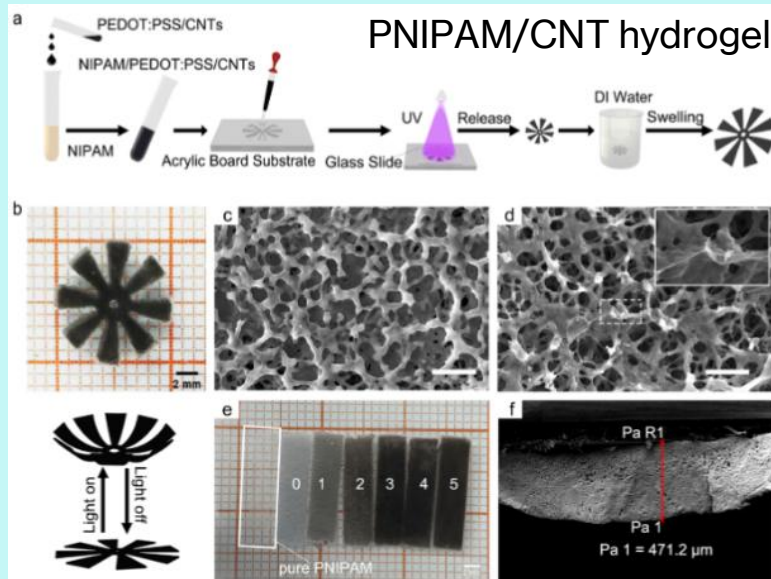 a
PEDOT:PSS/CNTs
PNIPAM/CNT hydrogel
NIPAM/PEDOT:PSS/CNTs
NIPAM
Acrylic Board Substrate
UV
Glass Slide
Release
DI Water
Swelling
b
2 mm
c
d
Light on
Light off
e
0 1 2 3 4 5
pure PNIPAM
f
Pa R1
Pa 1
Pa 1 = 471.2 μm